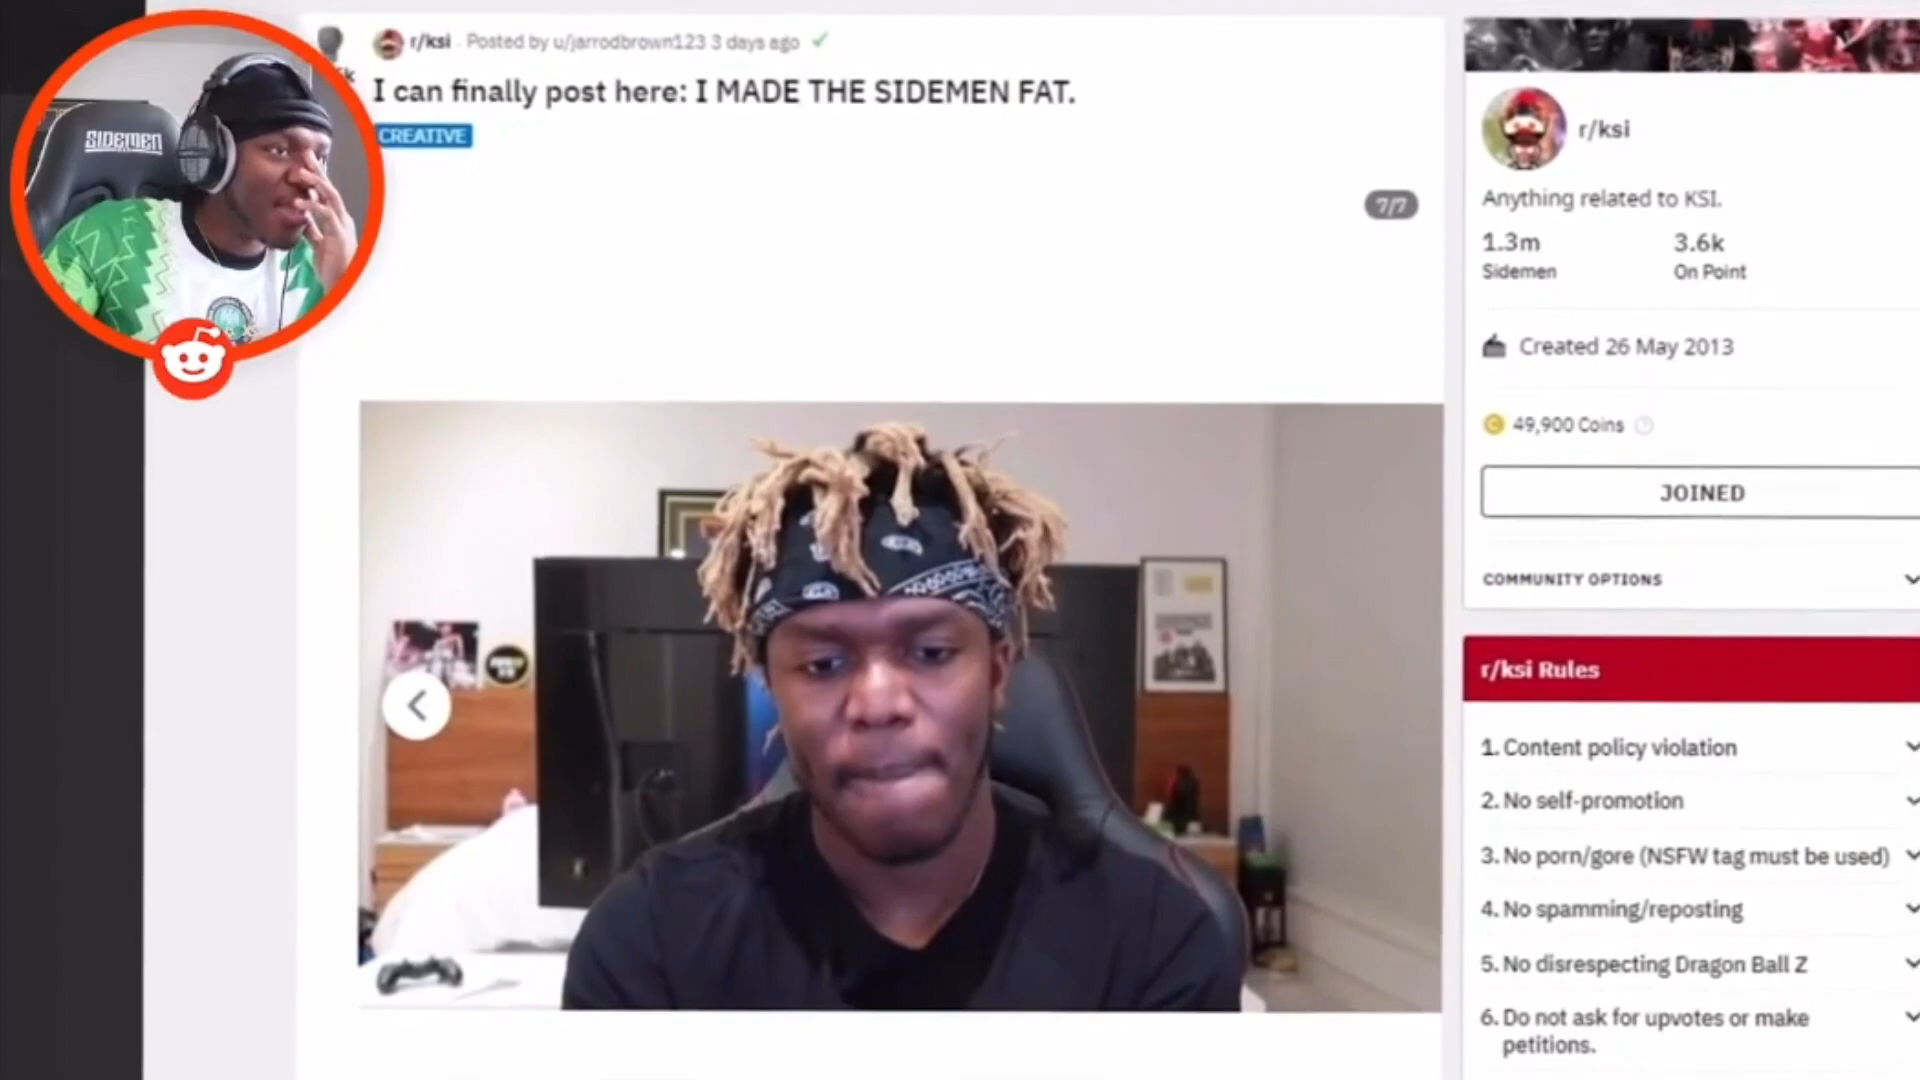 r/ksi . Posted by u/jarrodbrown123 3 days ago
I can finally post here: I MADE THE SIDEMEN FAT.
CREATIVE
SIDEMEN
7/7
r/ksi
Anything related to KSI.
1.3m 3.6k
Sidemen On Point
Created 26 May 2013
49,900 Coins
JOINED
COMMUNITY OPTIONS
r/ksi Rules
1. Content policy violation
2. No self-promotion
3. No porn/gore (NSFW tag must be used)
4. No spamming/reposting
5. No disrespecting Dragon Ball Z
6. Do not ask for upvotes or make
petitions.